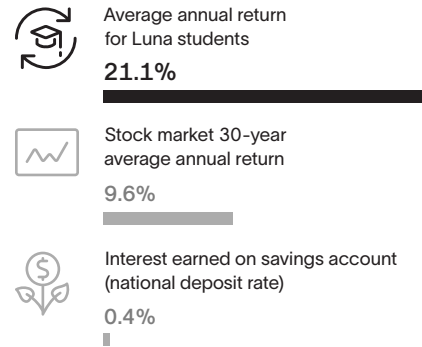 Average annual return
for Luna students
21.1%
Stock market 30-year
average annual return
9.6%
Interest earned on savings account
(national deposit rate)
0.4%
$